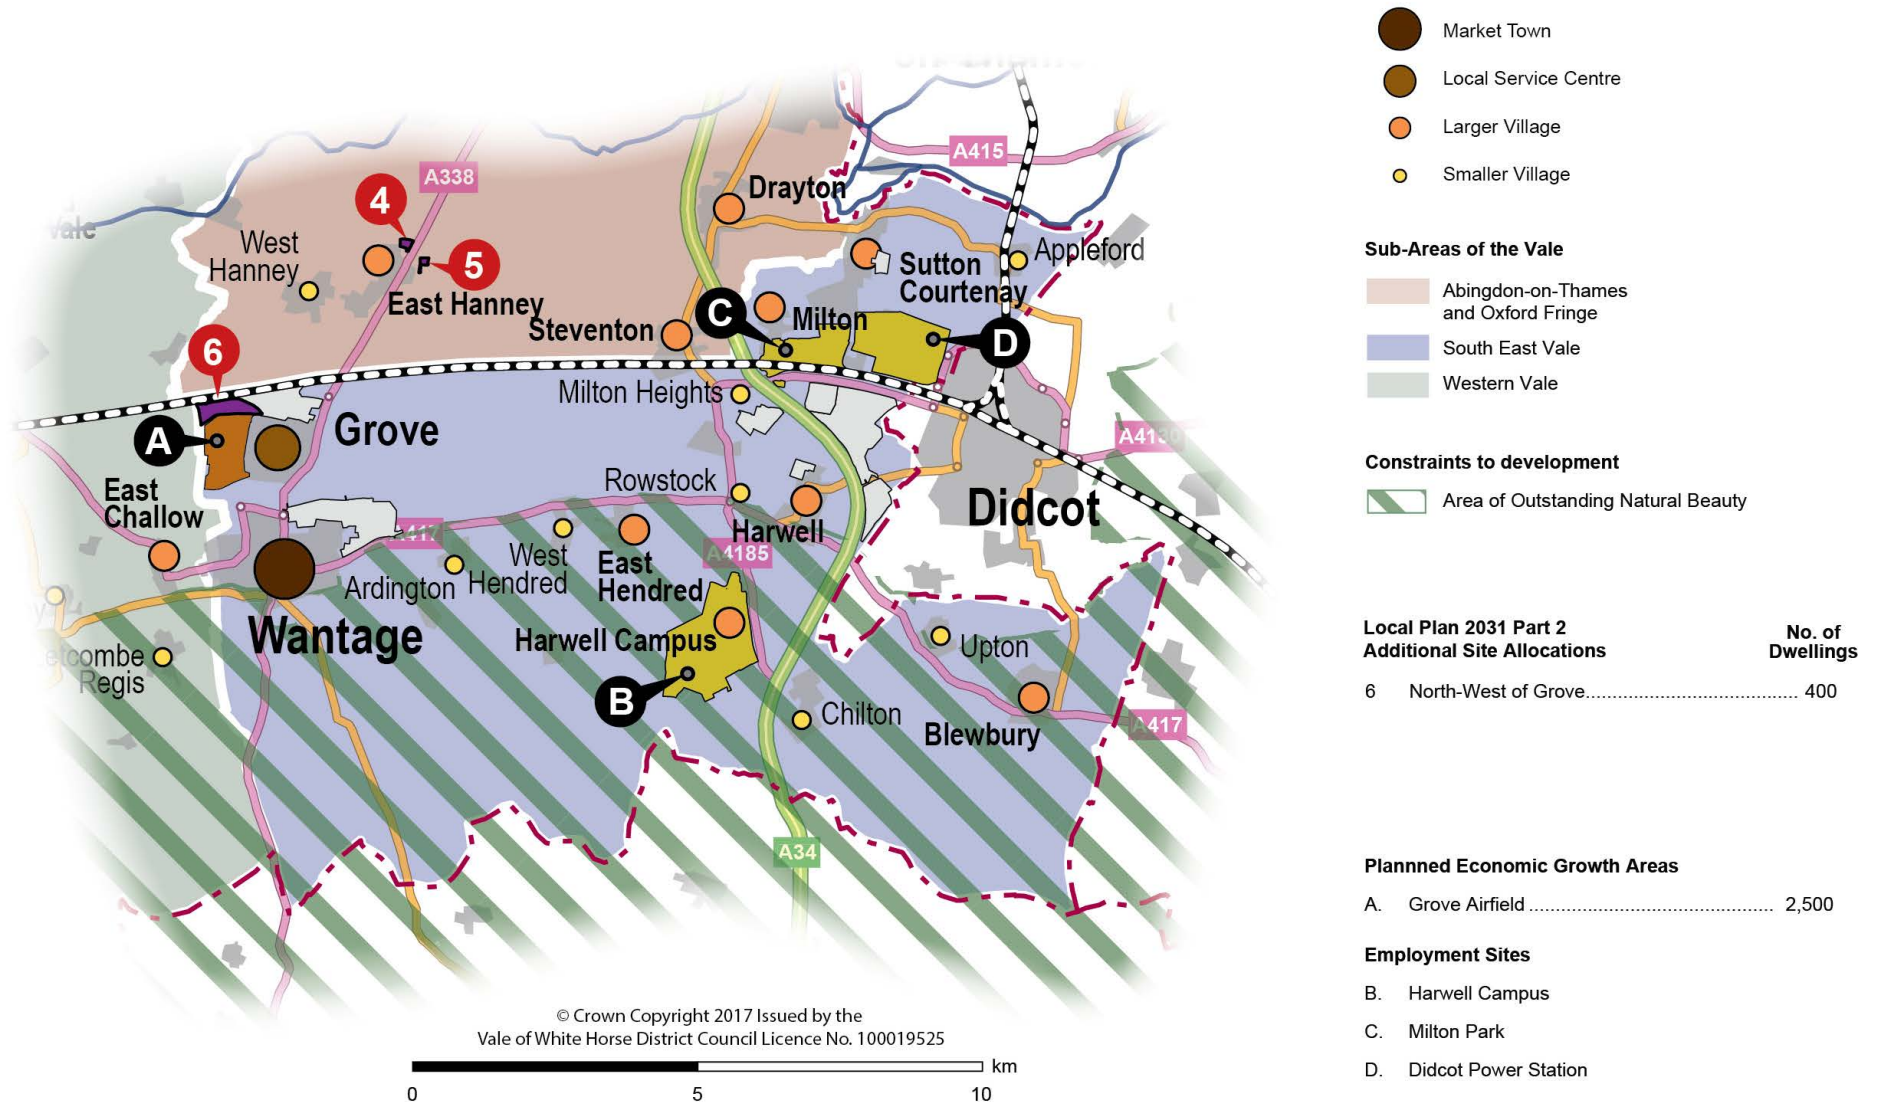 A415
A338
4
Drayton
West
Hanney
5
Appleford
Sutton
Courtenay
East Hanney
C
Milton
Steventon
D
6
Milton Heights
A
Grove
A4130
Rowstock
East
Challow
Didcot
A417
Harwell
West
Hendred
East
Hendred
A4185
Ardington
Wantage
Harwell Campus
Upton
Regis
B
Chilton
Blewbury
A417
A34
© Crown Copyright 2017 Issued by the
Vale of White Horse District Council Licence No. 100019525
km
0 5 10
Market Town
Local Service Centre
Larger Village
Smaller Village
Sub-Areas of the Vale
Abingdon-on-Thames
and Oxford Fringe
South East Vale
Western Vale
Constraints to development
Area of Outstanding Natural Beauty
Local Plan 2031 Part 2
Additional Site Allocations
No. of
Dwellings
6 North-West of Grove........................................ 400
Plannned Economic Growth Areas
A. Grove Airfield .............................................. 2,500
Employment Sites
B. Harwell Campus
C. Milton Park
D. Didcot Power Station